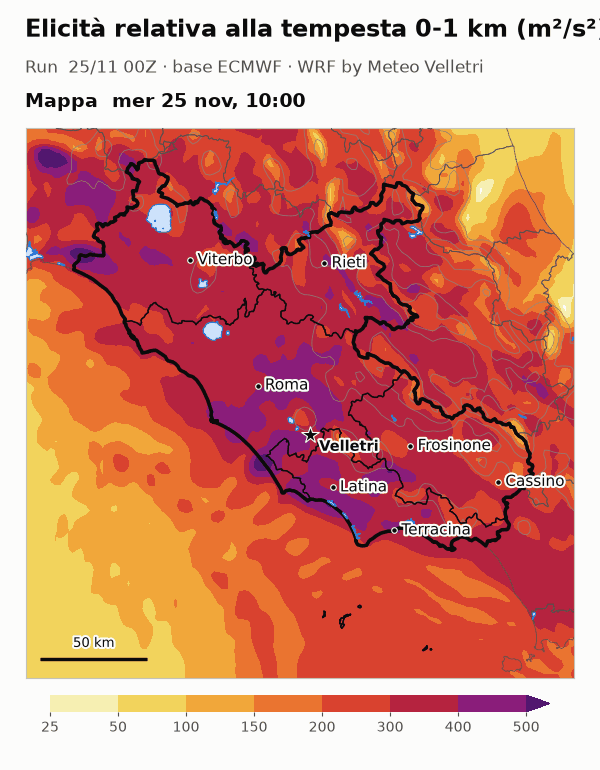 Elicità relativa alla tempesta 0-1 km (m²/s²)
Run 25/11 00Z · base ECMWF · WRF by Meteo Velletri
Mappa mer 25 nov, 10:00
Viterbo
Rieti
Roma
Velletri
Frosinone
Cassino
Latina
Terracina
50 km
25 50 100 150 200 300 400 500